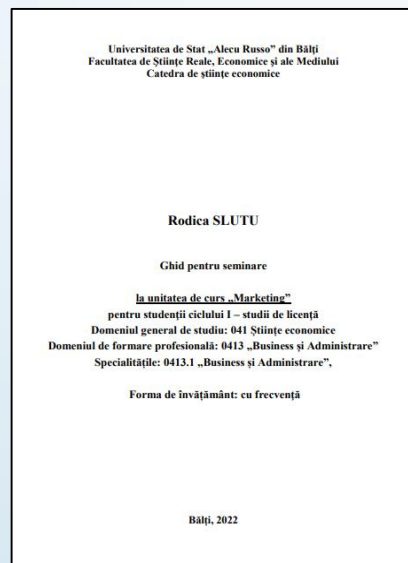 Universitatea de Stat „Alecu Russo” din Bălți
Facultatea de Științe Reale, Economice și ale Mediului
Catedra de științe economice
Rodica SLUTU
Ghid pentru seminare
la unitatea de curs „Marketing”
pentru studenții ciclului I – studii de licență
Domeniul general de studiu: 041 Științe economice
Domeniul de formare profesională: 0413 „Business și Administrare”
Specialitățile: 0413.1 „Business și Administrare”,
Forma de învățământ: cu frecvență
Bălți, 2022